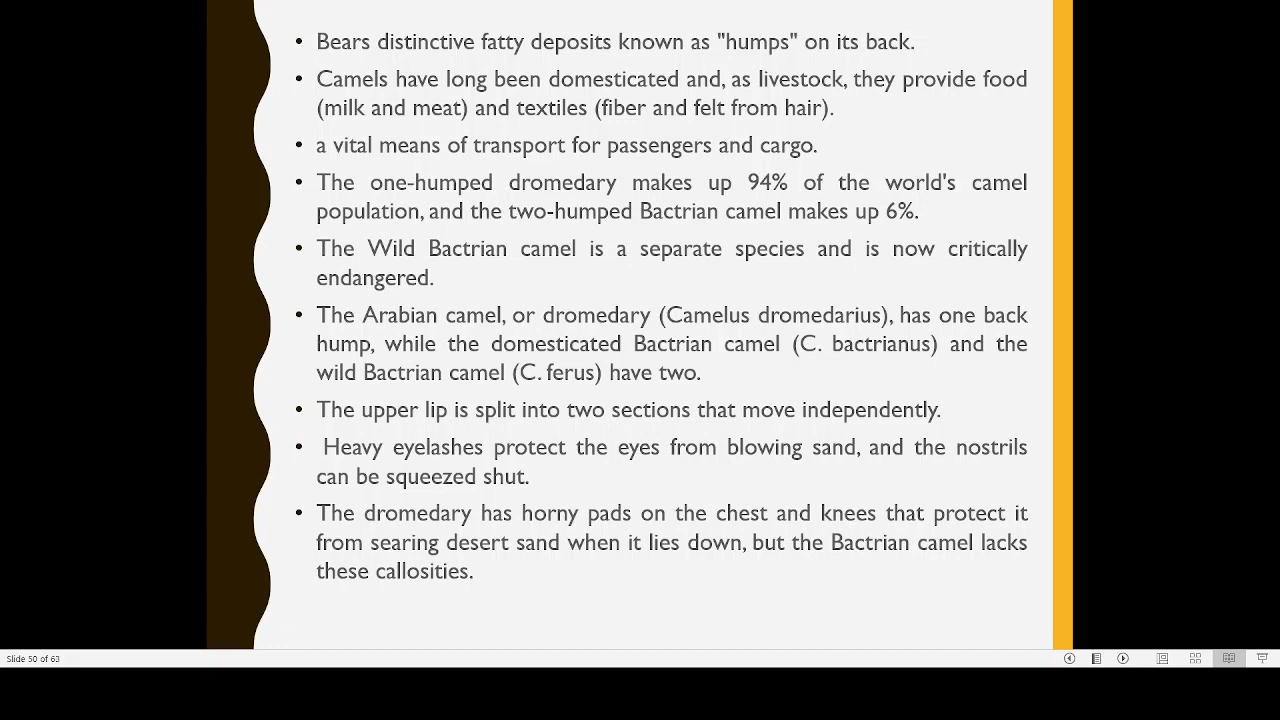 • Bears distinctive fatty deposits known as "humps" on its back.
• Camels have long been domesticated and, as livestock, they provide food
(milk and meat) and textiles (fiber and felt from hair).
• a vital means of transport for passengers and cargo.
• The one-humped dromedary makes up 94% of the world's camel
population, and the two-humped Bactrian camel makes up 6%.
• The Wild Bactrian camel is a separate species and is now critically
endangered.
• The Arabian camel, or dromedary (Camelus dromedarius), has one back
hump, while the domesticated Bactrian camel (C. bactrianus) and the
wild Bactrian camel (C. ferus) have two.
• The upper lip is split into two sections that move independently.
• Heavy eyelashes protect the eyes from blowing sand, and the nostrils
can be squeezed shut.
• The dromedary has horny pads on the chest and knees that protect it
from searing desert sand when it lies down, but the Bactrian camel lacks
these callosities.
Slide 50 of 63